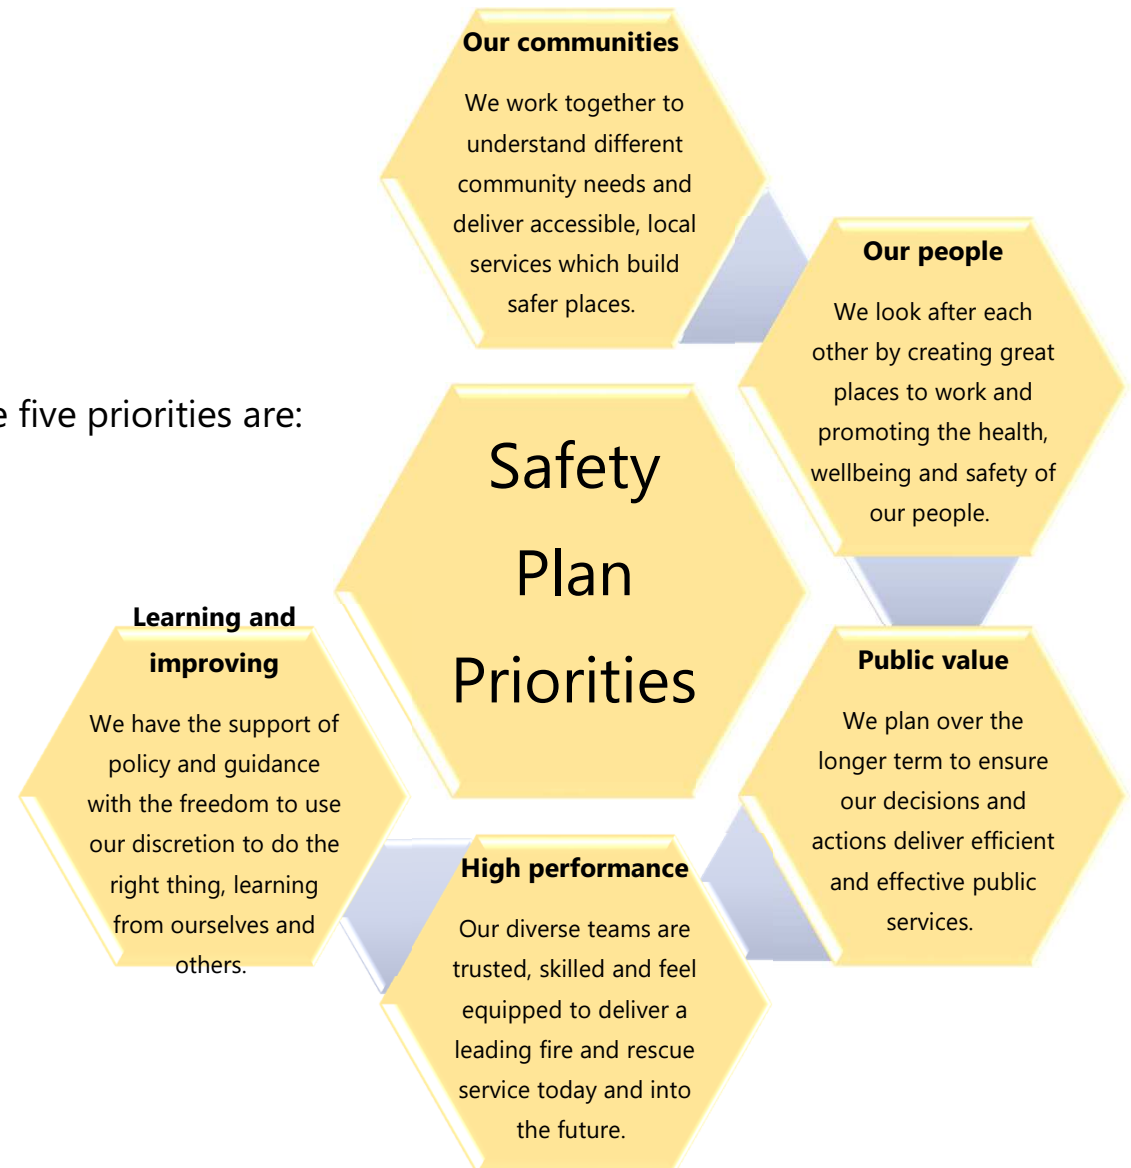 Our communities
We work together to
understand different
community needs and
deliver accessible, local
services which build
safer places.
Our people
We look after each
other by creating great
places to work and
promoting the health,
wellbeing and safety of
our people.
five priorities are:
Safety
Plan
Priorities
Public value
We plan over the
longer term to ensure
our decisions and
actions deliver efficient
and effective public
services.
High performance
Our diverse teams are
trusted, skilled and feel
equipped to deliver a
leading fire and rescue
service today and into
the future.
Learning and
improving
We have the support of
policy and guidance
with the freedom to use
our discretion to do the
right thing, learning
from ourselves and
others.